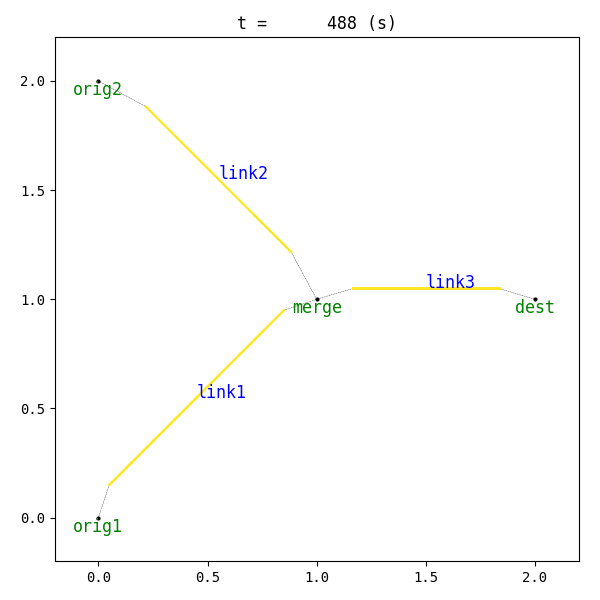 t =      488 (s)
2.0
orig2
link2
1.5
link3
1.0
merge
dest
link1
0.5
0.0
orig1
0.0 0.5 1.0 1.5 2.0